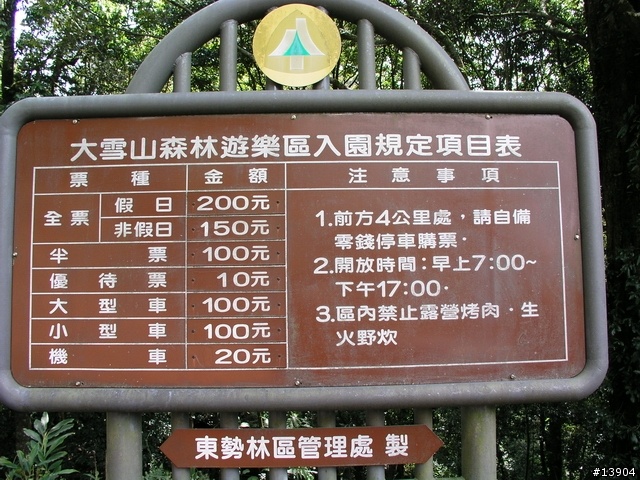 大雪山森林遊樂區入園規定項目表
票種 金額 注意事項
全票 假日 200元
非假日 150元
半票 100元
優待票 10元
大型車 100元
小型車 100元
機車 20元
1.前方4公里處，請自備
零錢停車購票。
2.開放時間：早上7:00~
下午17:00。
3.區內禁止露營烤肉。生
火野炊
東勢林區管理處 製
#13904